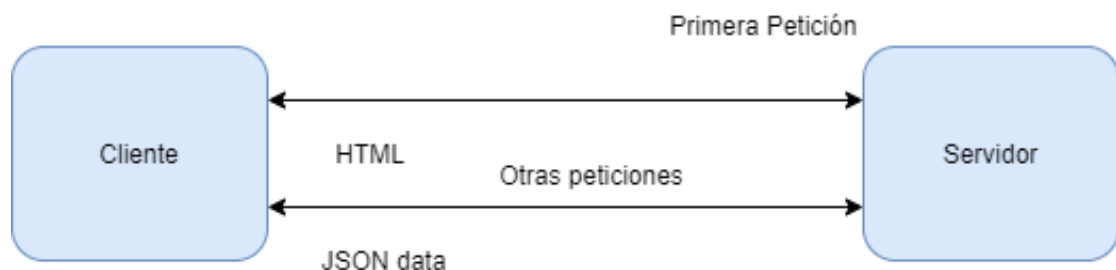 Primera Petición
Cliente
HTML
Servidor
Otras peticiones
JSON data